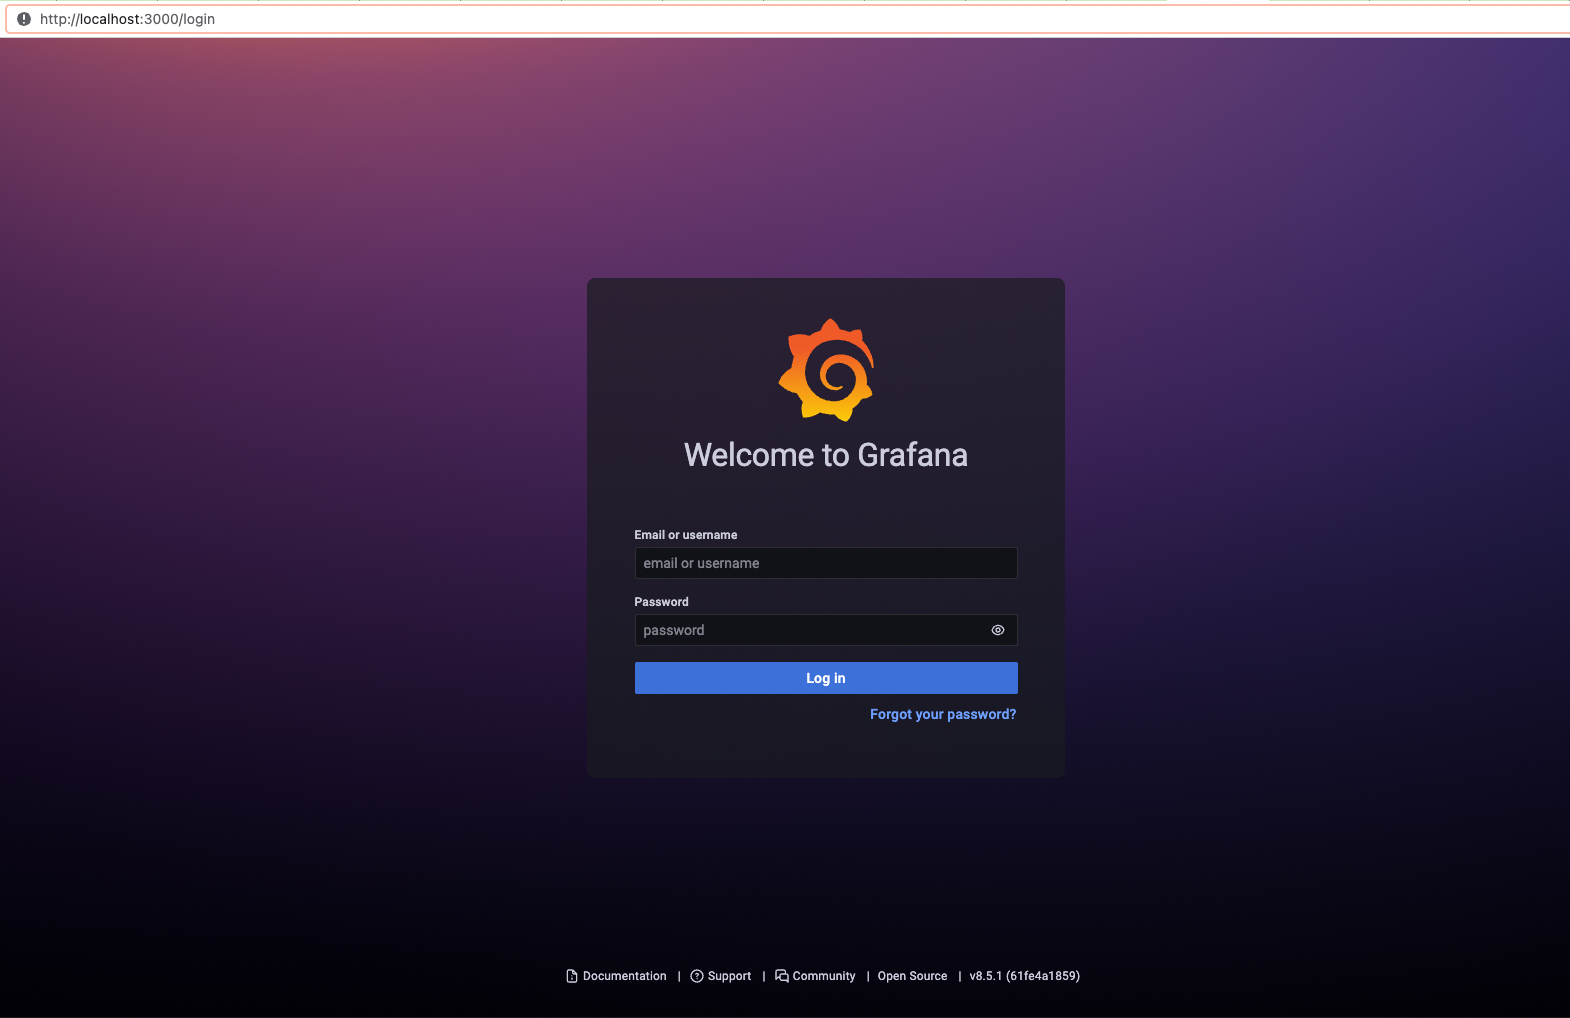 http://localhost:3000/login
Welcome to Grafana
Email or username
email or username
Password
password
Log in
Forgot your password?
Documentation | Support | Community | Open Source | v8.5.1 (61fe4a1859)